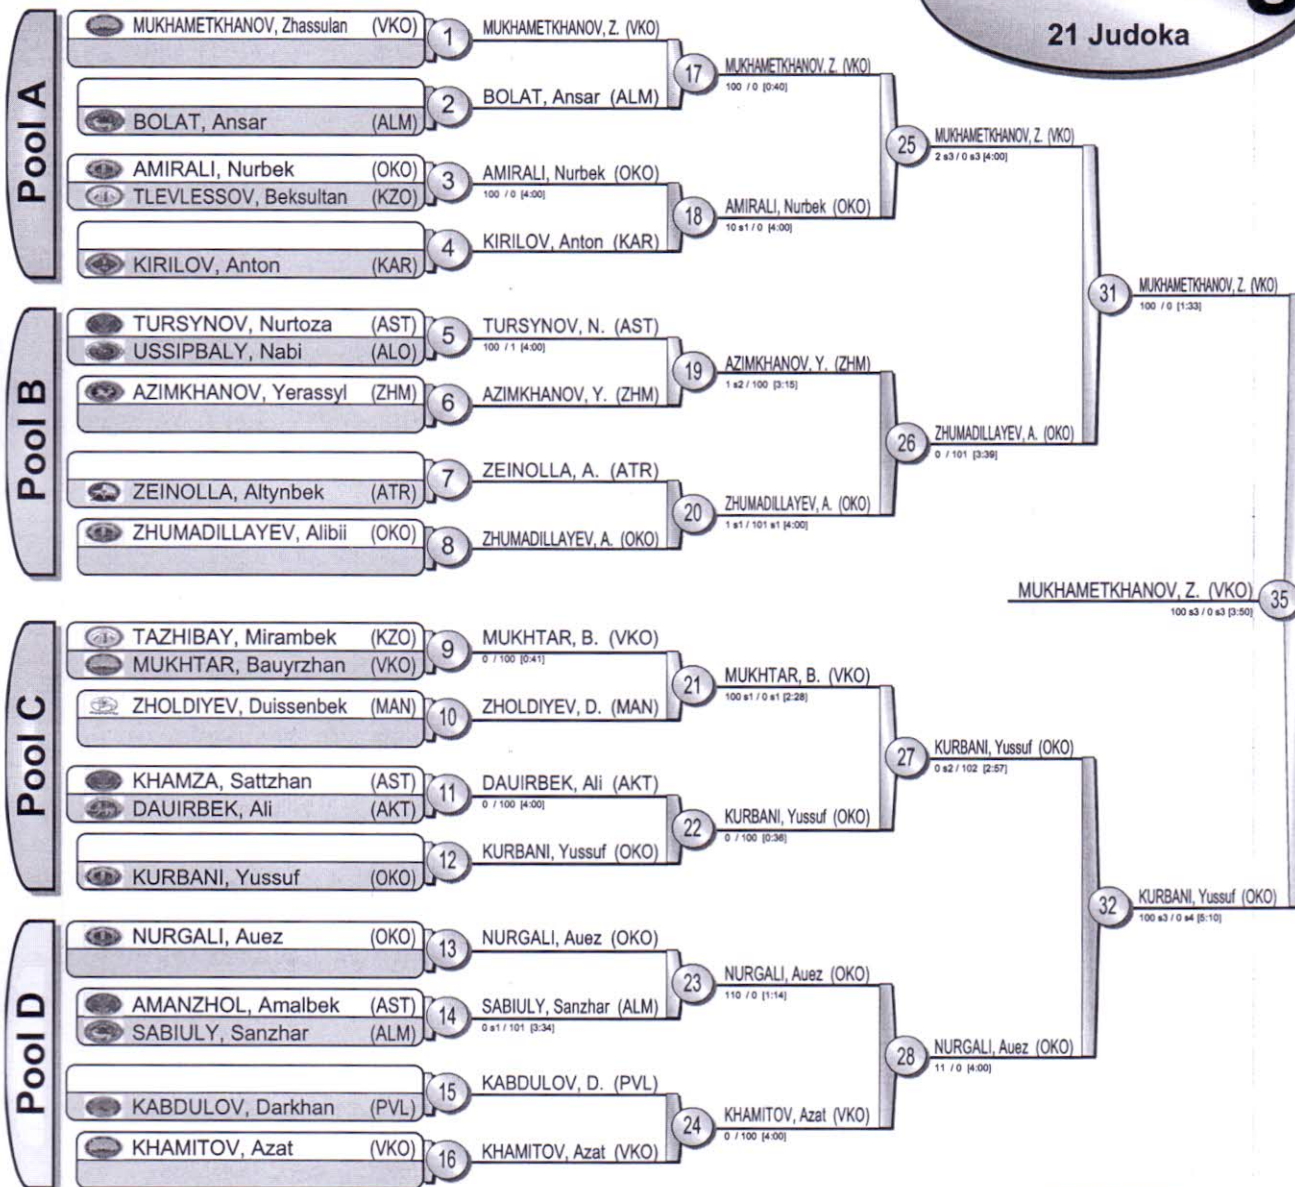 21 Judoka
Pool A
MUKHAMETKHANOV, Zhassulan (VKO)
1
MUKHAMETKHANOV, Z. (VKO)
2
BOLAT, Ansar (ALM)
BOLAT, Ansar (ALM)
17
MUKHAMETKHANOV, Z. (VKO)
100 / 0 [0:40]
AMIRALI, Nurbek (OKO)
TLEVLESSOV, Beksultan (KZO)
3
AMIRALI, Nurbek (OKO)
100 / 0 [4:00]
4
KIRILOV, Anton (KAR)
KIRILOV, Anton (KAR)
18
AMIRALI, Nurbek (OKO)
10 s1 / 0 [4:00]
25
MUKHAMETKHANOV, Z. (VKO)
2 s3 / 0 s3 [4:00]
Pool B
TURSYNOV, Nurtoza (AST)
USSIPBALY, Nabi (ALO)
5
TURSYNOV, N. (AST)
100 / 1 [4:00]
AZIMKHANOV, Yerassyl (ZHM)
6
AZIMKHANOV, Y. (ZHM)
19
AZIMKHANOV, Y. (ZHM)
1 s2 / 100 [3:15]
7
ZEINOLLA, Altynbek (ATR)
ZEINOLLA, A. (ATR)
ZHUMADILLAYEV, Alibii (OKO)
8
ZHUMADILLAYEV, A. (OKO)
20
ZHUMADILLAYEV, A. (OKO)
1 s1 / 101 s1 [4:00]
26
ZHUMADILLAYEV, A. (OKO)
0 / 101 [3:39]
31
MUKHAMETKHANOV, Z. (VKO)
100 / 0 [1:33]
MUKHAMETKHANOV, Z. (VKO)
100 s3 / 0 s3 [3:50]
35
Pool C
TAZHIBAY, Mirambek (KZO)
MUKHTAR, Bauyrzhan (VKO)
9
MUKHTAR, B. (VKO)
0 / 100 [0:41]
ZHOLDIYEV, Duissenbek (MAN)
10
ZHOLDIYEV, D. (MAN)
21
MUKHTAR, B. (VKO)
100 s1 / 0 s1 [2:28]
KHAMZA, Sattzhan (AST)
DAUIRBEK, Ali (AKT)
11
DAUIRBEK, Ali (AKT)
0 / 100 [4:00]
12
KURBANI, Yussuf (OKO)
KURBANI, Yussuf (OKO)
22
KURBANI, Yussuf (OKO)
0 / 100 [0:36]
27
KURBANI, Yussuf (OKO)
0 s2 / 102 [2:57]
Pool D
NURGALI, Auez (OKO)
13
NURGALI, Auez (OKO)
AMANZHOL, Amalbek (AST)
SABIULY, Sanzhar (ALM)
14
SABIULY, Sanzhar (ALM)
0 s1 / 101 [3:34]
23
NURGALI, Auez (OKO)
110 / 0 [1:14]
15
KABDULOV, Darkhan (PVL)
KABDULOV, D. (PVL)
KHAMITOV, Azat (VKO)
16
KHAMITOV, Azat (VKO)
24
KHAMITOV, Azat (VKO)
0 / 100 [4:00]
28
NURGALI, Auez (OKO)
11 / 0 [4:00]
32
KURBANI, Yussuf (OKO)
100 s3 / 0 s4 [5:10]